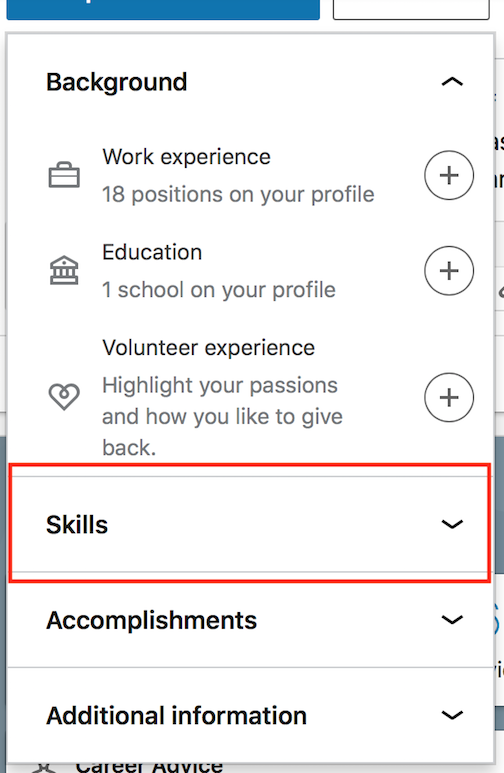 Background
Work experience
18 positions on your profile
Education
1 school on your profile
Volunteer experience
Highlight your passions
and how you like to give
back.
Skills
Accomplishments
Additional information
Career Advice